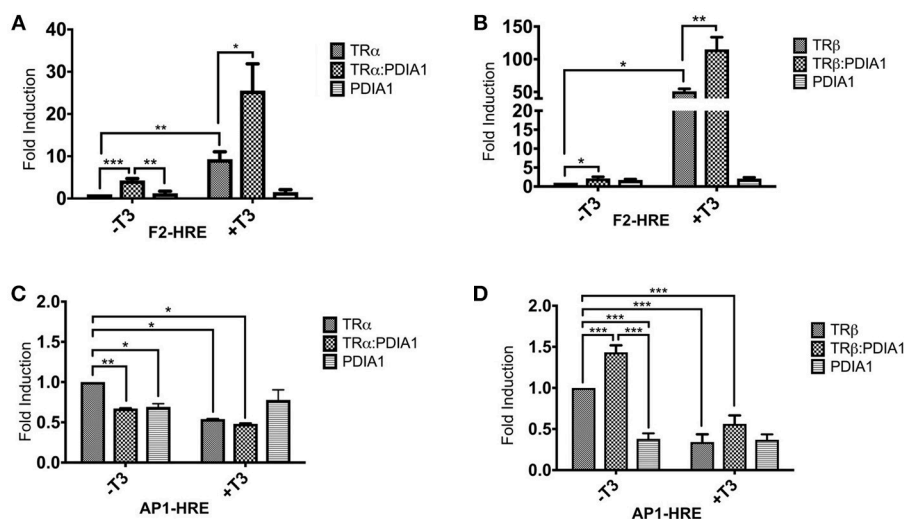 A
Fold Induction
40
30
20
10
0
***
**
**
*
-T3
+T3
F2-HRE
TRα
TRα:PDIA1
PDIA1
B
Fold Induction
150
100
50
20
15
10
5
0
*
*
**
-T3
+T3
F2-HRE
TRβ
TRβ:PDIA1
PDIA1
C
Fold Induction
2.0
1.5
1.0
0.5
0.0
*
*
*
**
-T3
+T3
AP1-HRE
TRα
TRα:PDIA1
PDIA1
D
Fold Induction
2.0
1.5
1.0
0.5
0.0
***
***
***
*** ***
-T3
+T3
AP1-HRE
TRβ
TRβ:PDIA1
PDIA1